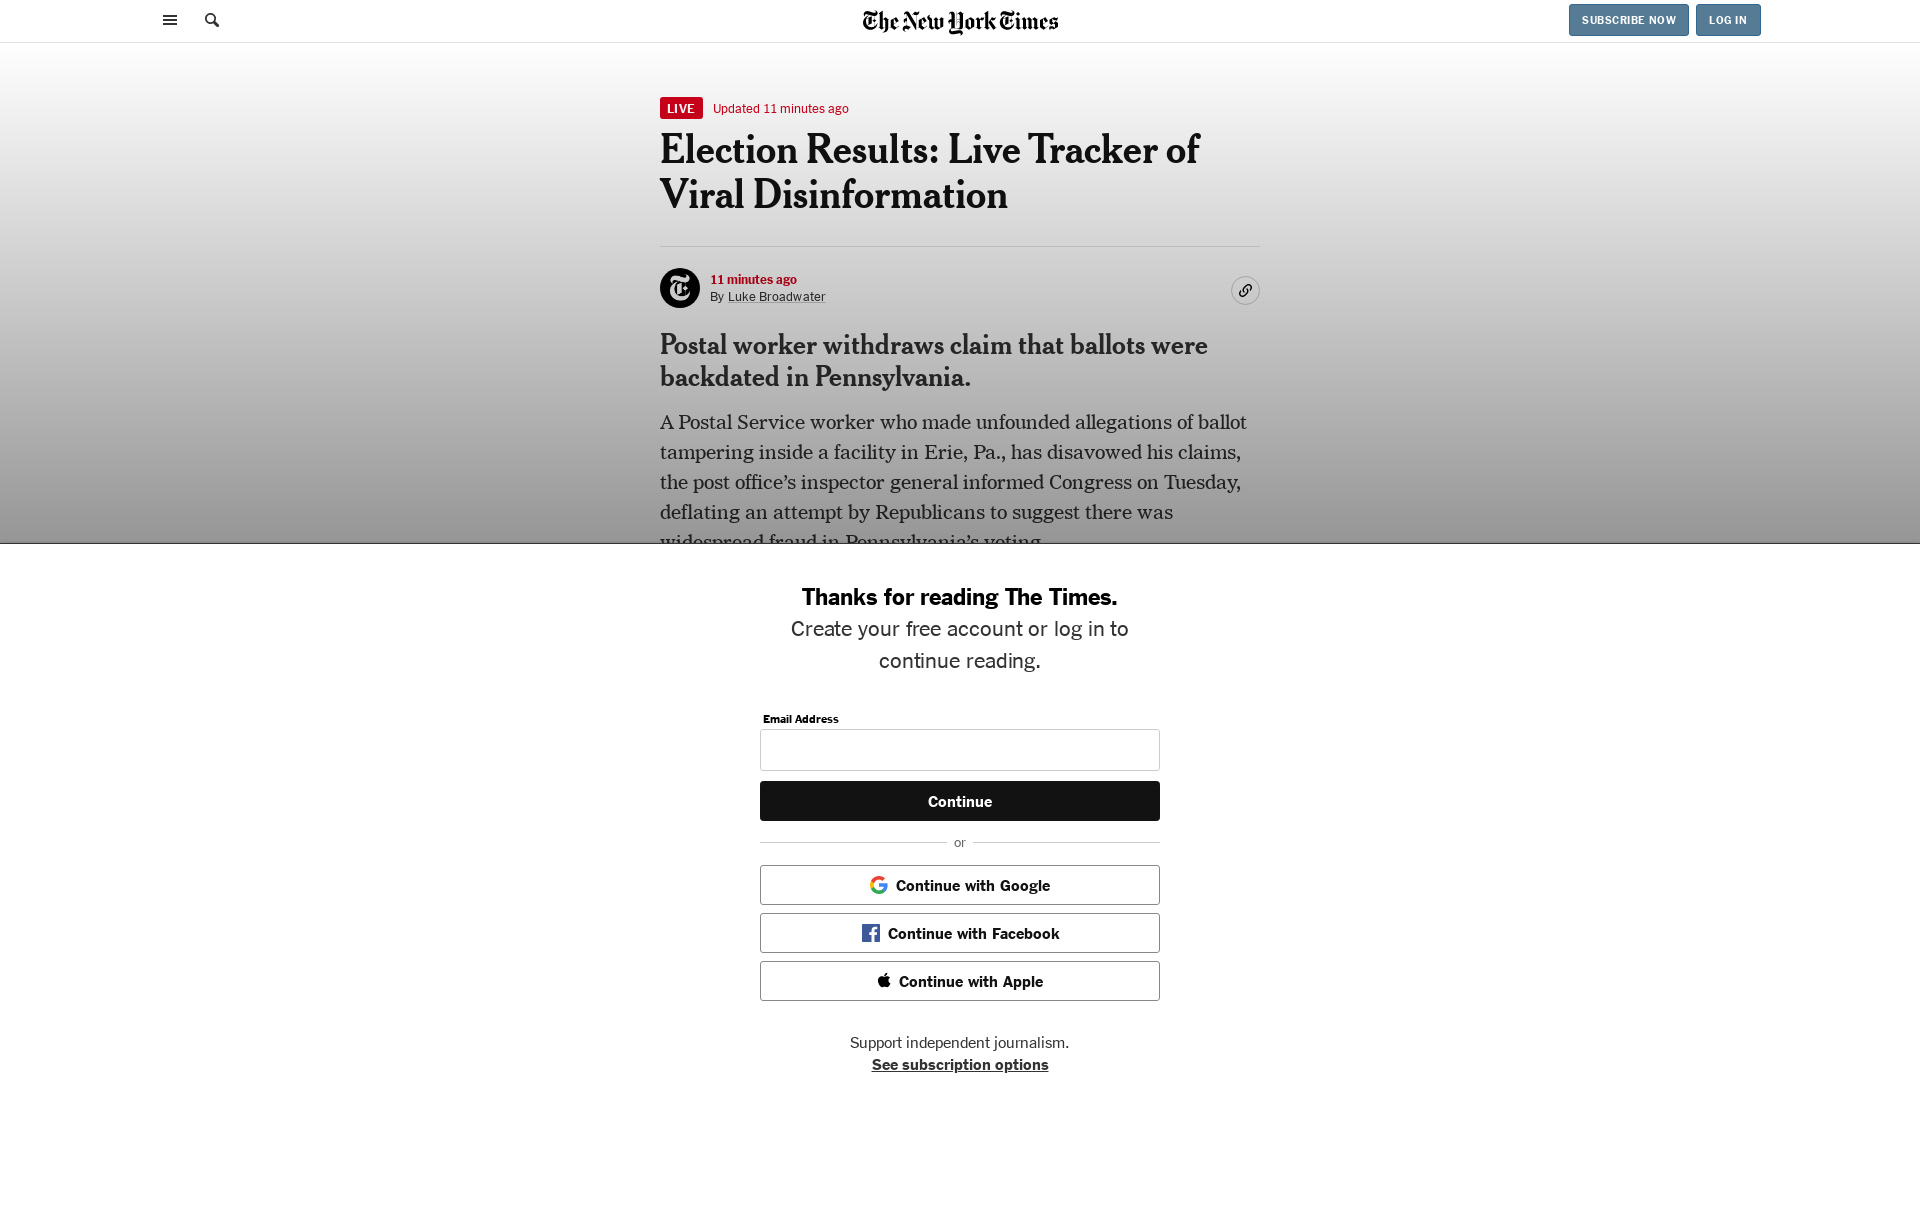 The New York Times
SUBSCRIBE NOW
LOG IN
LIVE
Updated 11 minutes ago
Election Results: Live Tracker of
Viral Disinformation
11 minutes ago
By Luke Broadwater
Postal worker withdraws claim that ballots were
backdated in Pennsylvania.
A Postal Service worker who made unfounded allegations of ballot
tampering inside a facility in Erie, Pa., has disavowed his claims,
the post office’s inspector general informed Congress on Tuesday,
deflating an attempt by Republicans to suggest there was
widespread fraud in Pennsylvania’s voting.
Thanks for reading The Times.
Create your free account or log in to
continue reading.
Email Address
Continue
or
Continue with Google
Continue with Facebook
Continue with Apple
Support independent journalism.
See subscription options